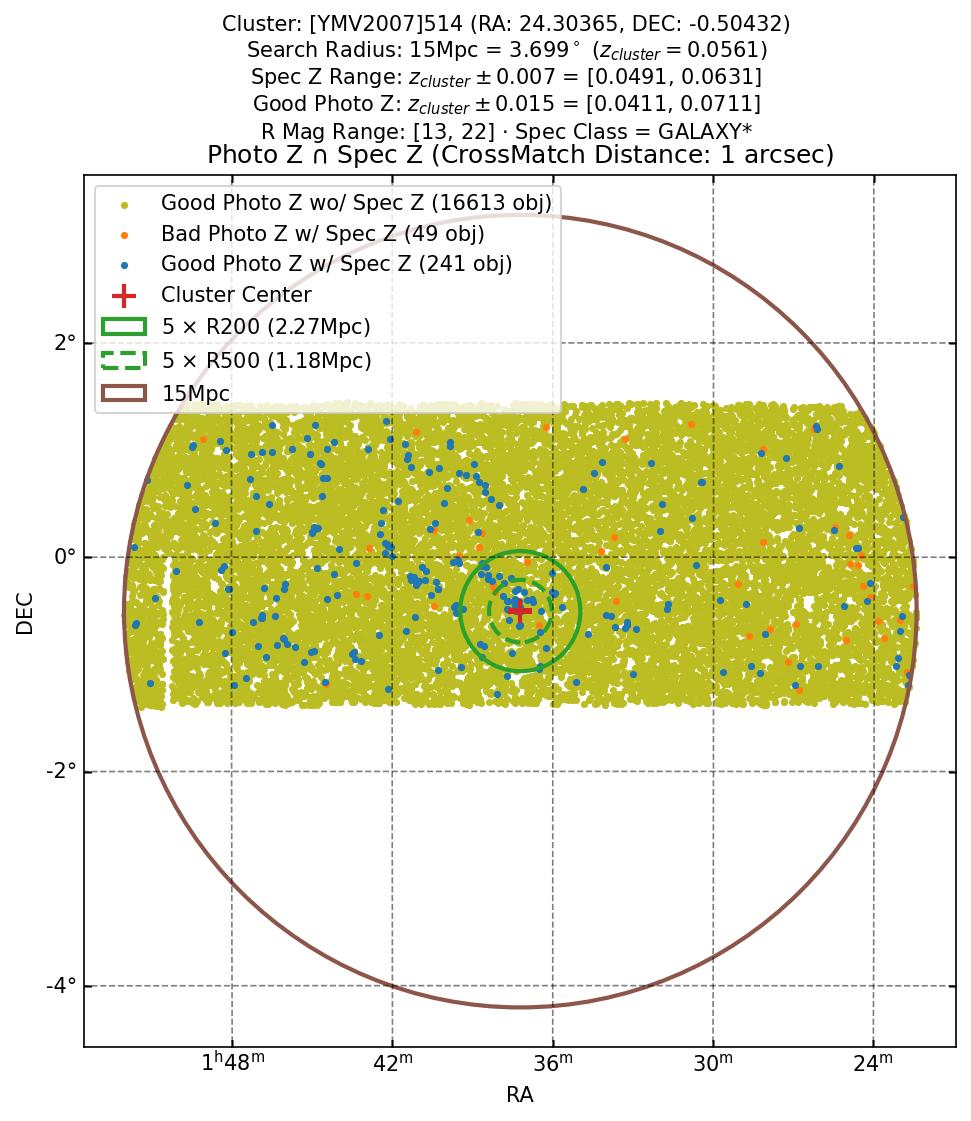 Cluster: [YMV2007]514 (RA: 24.30365, DEC: -0.50432)
Search Radius: 15Mpc = 3.699° (z_cluster = 0.0561)
Spec Z Range: z_cluster ± 0.007 = [0.0491, 0.0631]
Good Photo Z: z_cluster ± 0.015 = [0.0411, 0.0711]
R Mag Range: [13, 22] · Spec Class = GALAXY*
Photo Z ∩ Spec Z (CrossMatch Distance: 1 arcsec)
Good Photo Z wo/ Spec Z (16613 obj)
Bad Photo Z w/ Spec Z (49 obj)
Good Photo Z w/ Spec Z (241 obj)
Cluster Center
5 × R200 (2.27Mpc)
5 × R500 (1.18Mpc)
15Mpc
2°
0°
-2°
-4°
DEC
1ʰ48ᵐ 42ᵐ 36ᵐ 30ᵐ 24ᵐ
RA